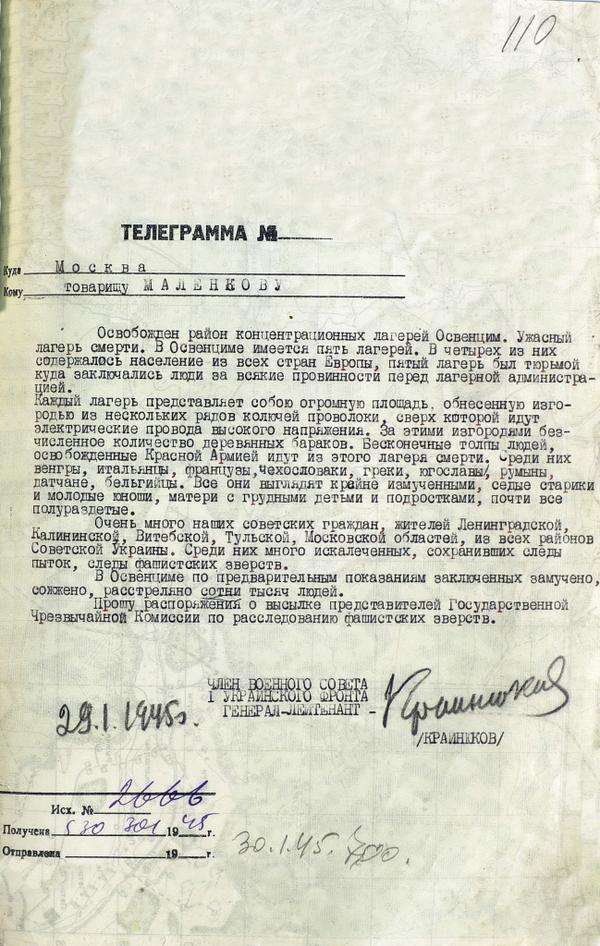 110
ТЕЛЕГРАММА №
Куда Москва
Кому товарищу МАЛЕНКОВУ
Освобожден район концентрационных лагерей Освенцим. Ужасный
лагерь смерти. В Освенциме имеется пять лагерей. В четырех из них
содержалось население из всех стран Европы, пятый лагерь был тюрьмой
куда заключались люди за всякие провинности перед лагерной администра-
цией.
Каждый лагерь представляет собою огромную площадь, обнесенную изго-
родью из нескольких рядов колючей проволоки, сверх которой идут
электрические провода высокого напряжения. За этими изгородями без-
численное количество деревянных бараков. Бесконечные толпы людей,
освобожденные Красной Армией идут из этого лагеря смерти. Среди них
венгры, итальянцы, французы, чехословаки, греки, югославы, румыны,
датчане, бельгийцы. Все они выглядят крайне измученными, седые старики
и молодые юноши, матери с грудными детьми и подростками, почти все
полураздетые.
Очень много наших советских граждан, жителей Ленинградской,
Калининской, Витебской, Тульской, Московской областей, из всех районов
Советской Украины. Среди них много искалеченных, сохранивших следы
пыток, следы фашистских зверств.
В Освенциме по предварительным показаниям заключенных замучено,
сожжено, расстреляно сотни тысяч людей.
Прошу распоряжения о высылке представителей Государственной
Чрезвычайной Комиссии по расследованию фашистских зверств.
ЧЛЕН ВОЕННОГО СОВЕТА
I УКРАИНСКОГО ФРОНТА
ГЕНЕРАЛ-ЛЕЙТЕНАНТ -
29.1.1945г.
/КРАЙНЮКОВ/
Исх. № 2666
Получена 530 301 1945 г.
Отправлена 19 г.
30.1.45.